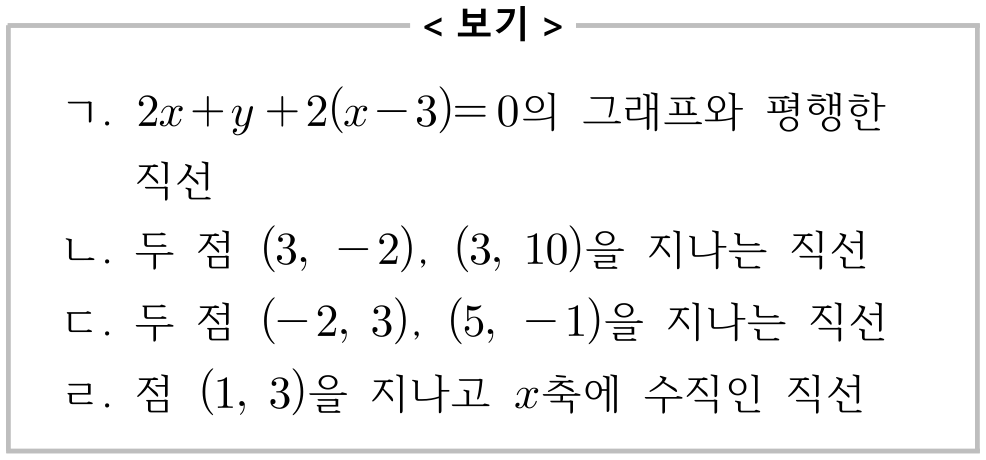 < 보기 >
ㄱ. 2x+y+2(x-3)=0의 그래프와 평행한
직선
ㄴ. 두 점 (3, -2), (3, 10)을 지나는 직선
ㄷ. 두 점 (-2, 3), (5, -1)을 지나는 직선
ㄹ. 점 (1, 3)을 지나고 x축에 수직인 직선